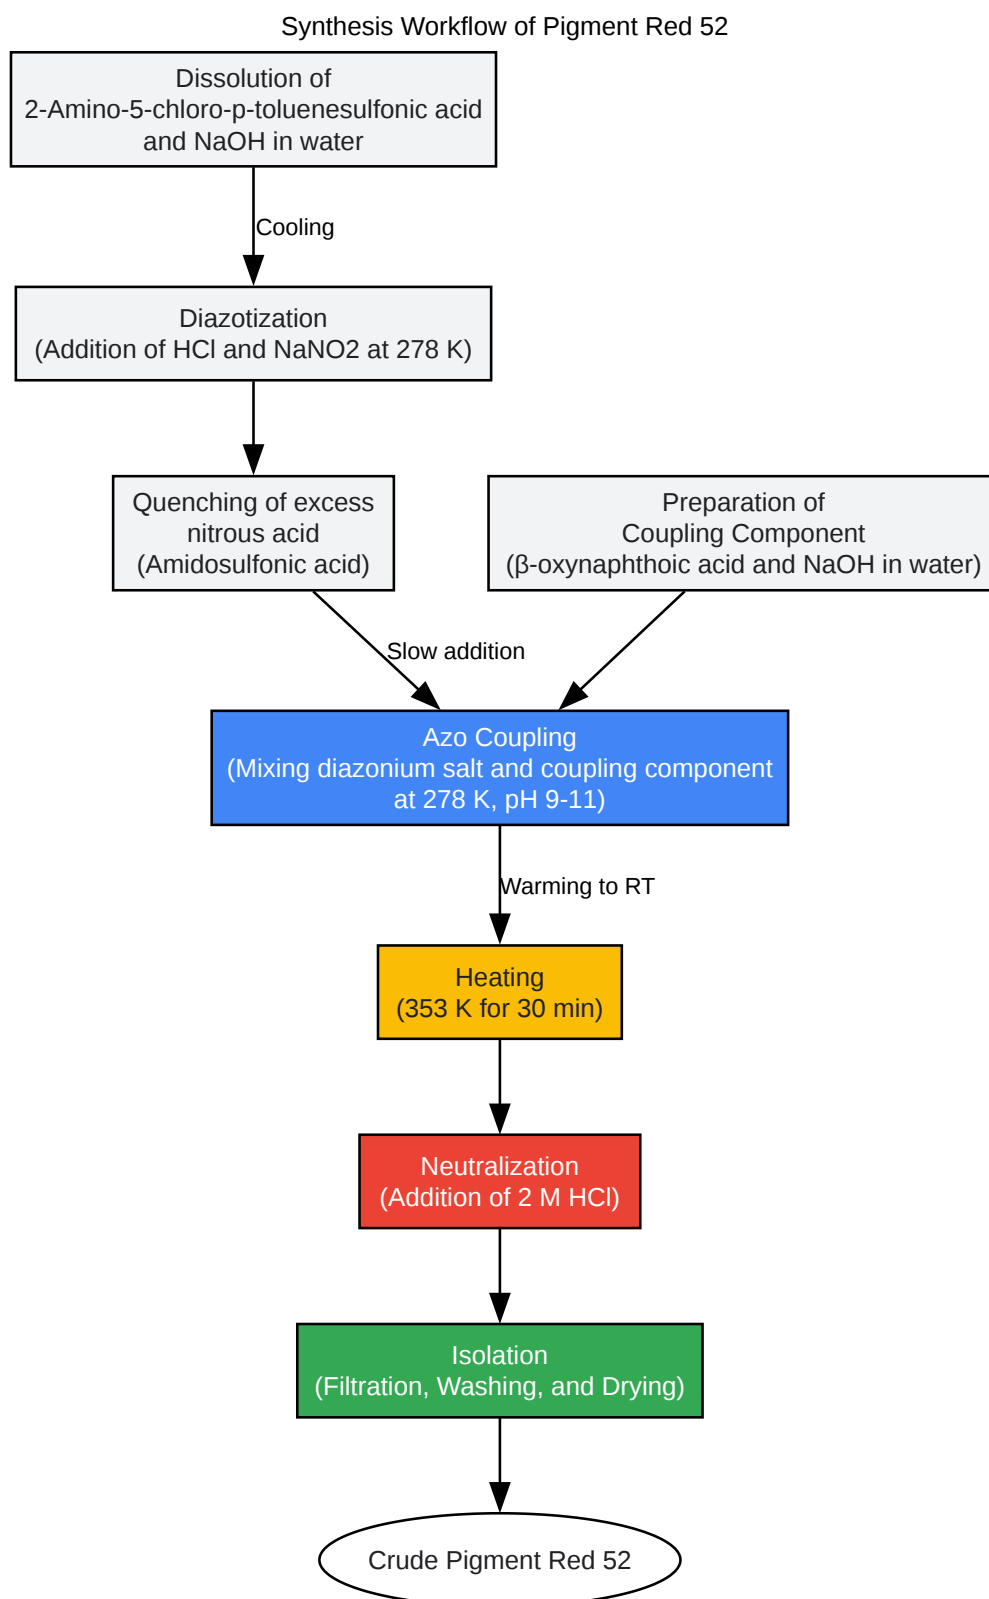 Synthesis Workflow of Pigment Red 52
Dissolution of
2-Amino-5-chloro-p-toluenesulfonic acid
and NaOH in water
Cooling
Diazotization
(Addition of HCl and NaNO2 at 278 K)
Quenching of excess
nitrous acid
(Amidosulfonic acid)
Preparation of
Coupling Component
(β-oxynaphthoic acid and NaOH in water)
Slow addition
Azo Coupling
(Mixing diazonium salt and coupling component
at 278 K, pH 9-11)
Warming to RT
Heating
(353 K for 30 min)
Neutralization
(Addition of 2 M HCl)
Isolation
(Filtration, Washing, and Drying)
Crude Pigment Red 52